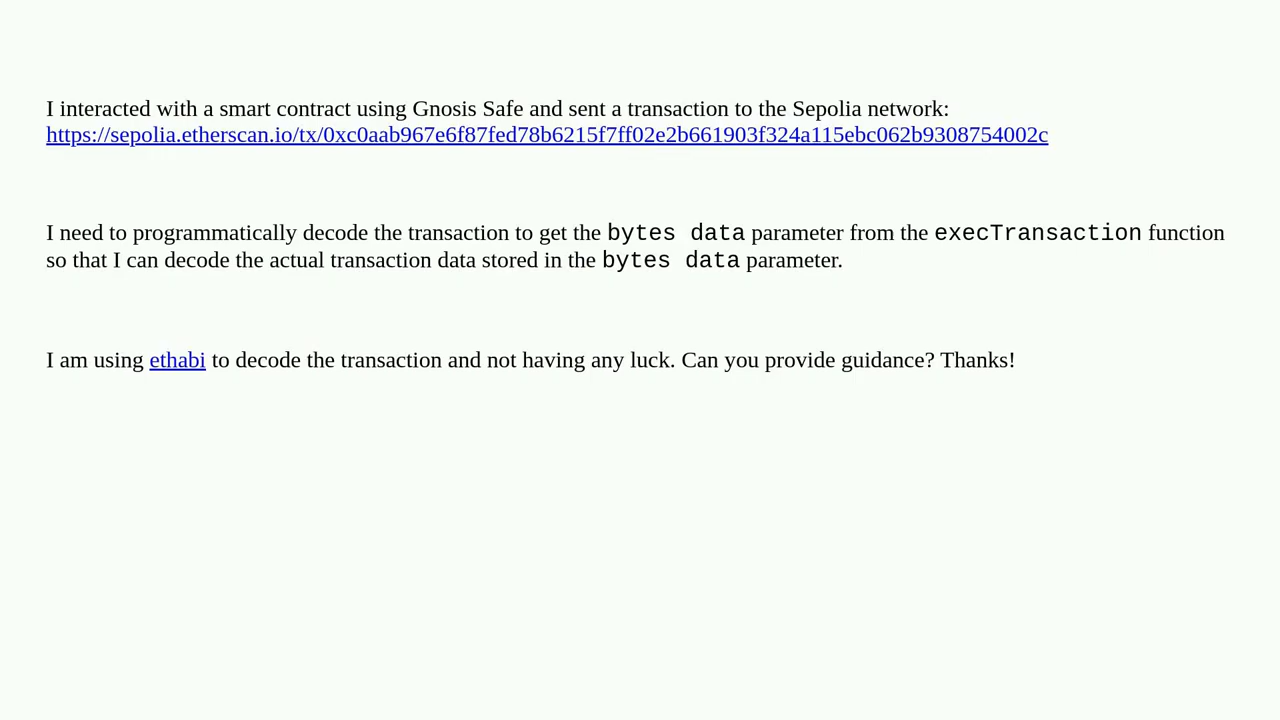 I interacted with a smart contract using Gnosis Safe and sent a transaction to the Sepolia network:
https://sepolia.etherscan.io/tx/0xc0aab967e6f87fed78b6215f7ff02e2b661903f324a115ebc062b9308754002c
I need to programmatically decode the transaction to get the bytes data parameter from the execTransaction function
so that I can decode the actual transaction data stored in the bytes data parameter.
I am using ethabi to decode the transaction and not having any luck. Can you provide guidance? Thanks!